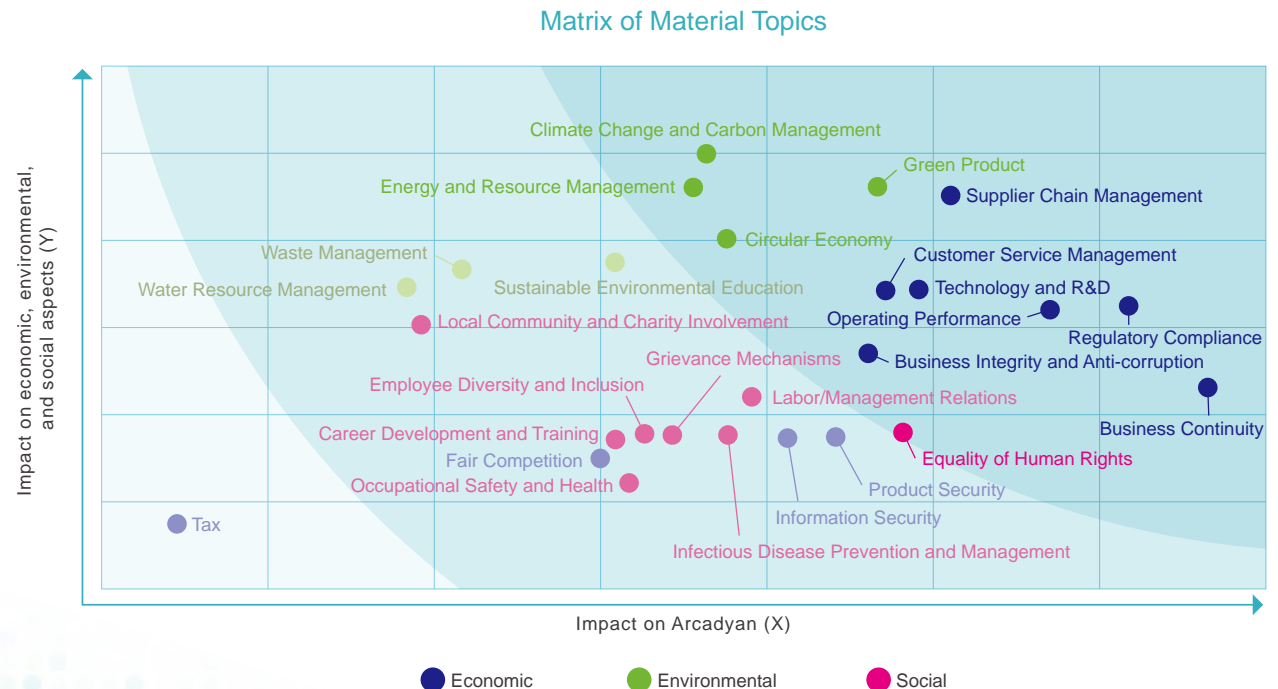 Matrix of Material Topics
Impact on economic, environmental,
and social aspects (Y)
Climate Change and Carbon Management
Green Product
Energy and Resource Management
Supplier Chain Management
Circular Economy
Waste Management
Customer Service Management
Water Resource Management
Sustainable Environmental Education
Technology and R&D
Local Community and Charity Involvement
Operating Performance
Regulatory Compliance
Grievance Mechanisms
Business Integrity and Anti-corruption
Employee Diversity and Inclusion
Labor/Management Relations
Career Development and Training
Business Continuity
Fair Competition
Equality of Human Rights
Occupational Safety and Health
Product Security
Tax
Information Security
Infectious Disease Prevention and Management
Impact on Arcadyan (X)
Economic
Environmental
Social